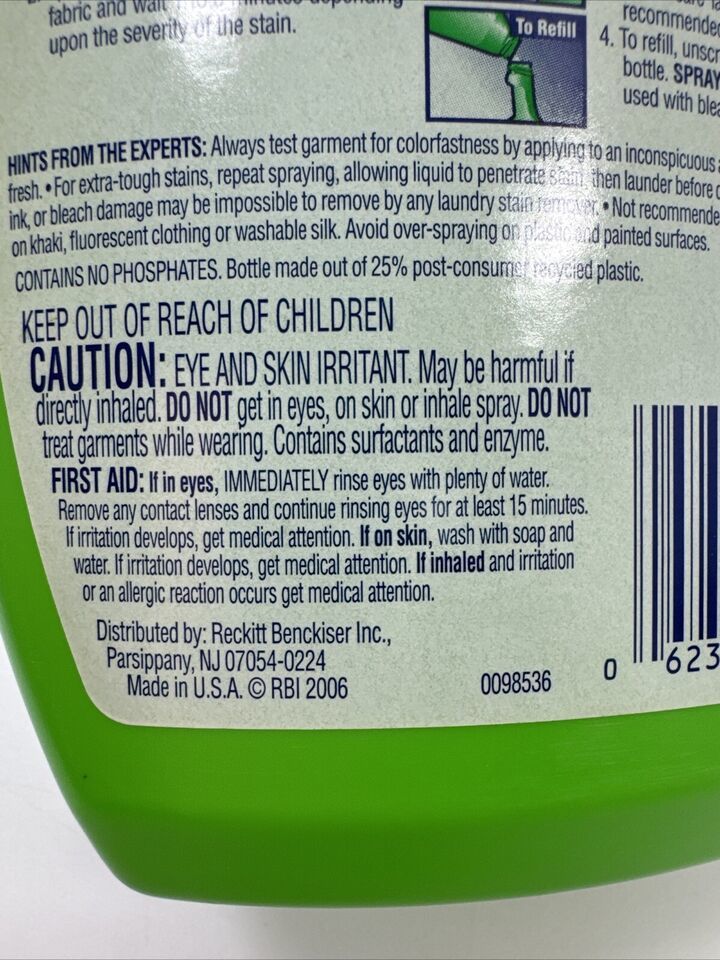 fabric and wait
minutes depending
upon the severity of the stain.
To Refill
recommended
4. To refill, unscr
bottle. SPRAY
used with blea
HINTS FROM THE EXPERTS: Always test garment for colorfastness by applying to an inconspicuous
fresh. • For extra-tough stains, repeat spraying, allowing liquid to penetrate stain, then launder before
ink, or bleach damage may be impossible to remove by any laundry stain remover. • Not recommende
on khaki, fluorescent clothing or washable silk. Avoid over-spraying on plastic and painted surfaces.
CONTAINS NO PHOSPHATES. Bottle made out of 25% post-consumer recycled plastic.
KEEP OUT OF REACH OF CHILDREN
CAUTION: EYE AND SKIN IRRITANT. May be harmful if
directly inhaled. DO NOT get in eyes, on skin or inhale spray. DO NOT
treat garments while wearing. Contains surfactants and enzyme.
FIRST AID: If in eyes, IMMEDIATELY rinse eyes with plenty of water.
Remove any contact lenses and continue rinsing eyes for at least 15 minutes.
If irritation develops, get medical attention. If on skin, wash with soap and
water. If irritation develops, get medical attention. If inhaled and irritation
or an allergic reaction occurs get medical attention.
Distributed by: Reckitt Benckiser Inc.,
Parsippany, NJ 07054-0224
Made in U.S.A. © RBI 2006
0098536
0 623